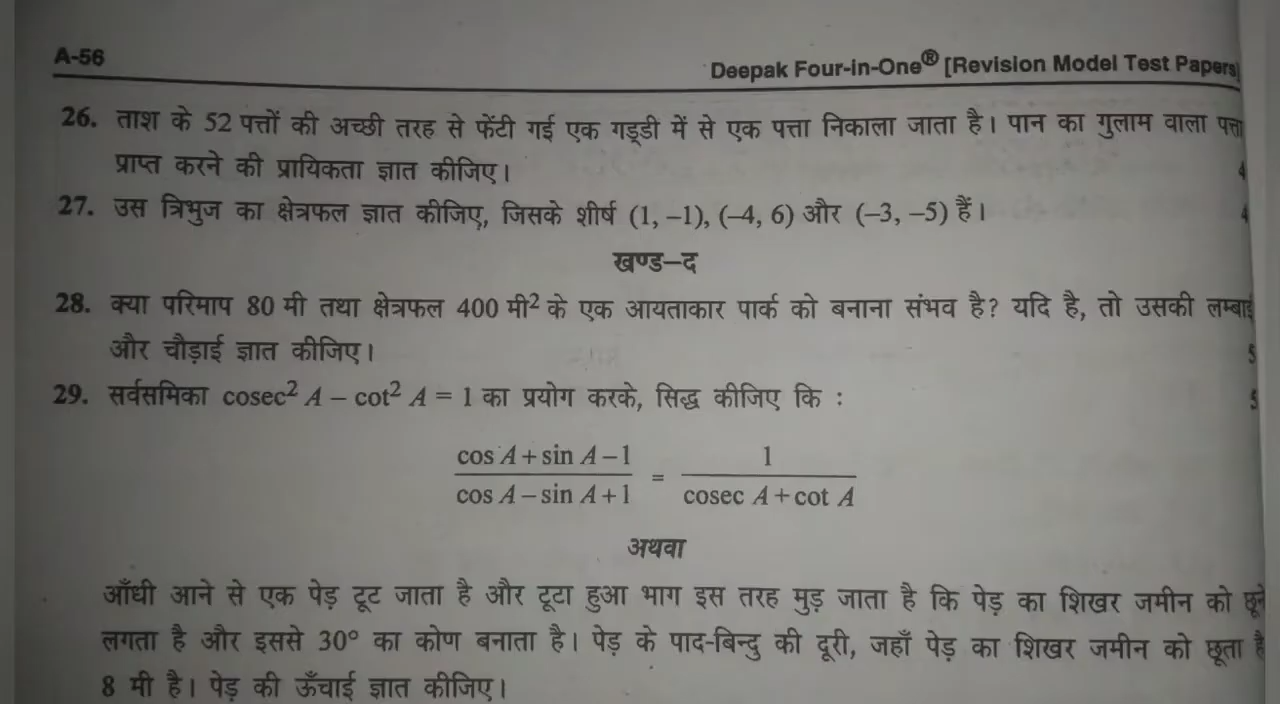 A-56
Deepak Four-in-One® [Revision Model Test Papers]
26. ताश के 52 पत्तों की अच्छी तरह से फेंटी गई एक गड्डी में से एक पत्ता निकाला जाता है। पान का गुलाम वाला पत्ता
प्राप्त करने की प्रायिकता ज्ञात कीजिए। 4
27. उस त्रिभुज का क्षेत्रफल ज्ञात कीजिए, जिसके शीर्ष (1, –1), (–4, 6) और (–3, –5) हैं। 4
खण्ड–द
28. क्या परिमाप 80 मी तथा क्षेत्रफल 400 मी² के एक आयताकार पार्क को बनाना संभव है? यदि है, तो उसकी लम्बाई
और चौड़ाई ज्ञात कीजिए। 5
29. सर्वसमिका cosec² A – cot² A = 1 का प्रयोग करके, सिद्ध कीजिए कि : 5
cos A + sin A – 1 / cos A – sin A + 1 = 1 / cosec A + cot A
अथवा
आँधी आने से एक पेड़ टूट जाता है और टूटा हुआ भाग इस तरह मुड़ जाता है कि पेड़ का शिखर जमीन को छूने
लगता है और इससे 30° का कोण बनाता है। पेड़ के पाद-बिन्दु की दूरी, जहाँ पेड़ का शिखर जमीन को छूता है
8 मी है। पेड़ की ऊँचाई ज्ञात कीजिए।